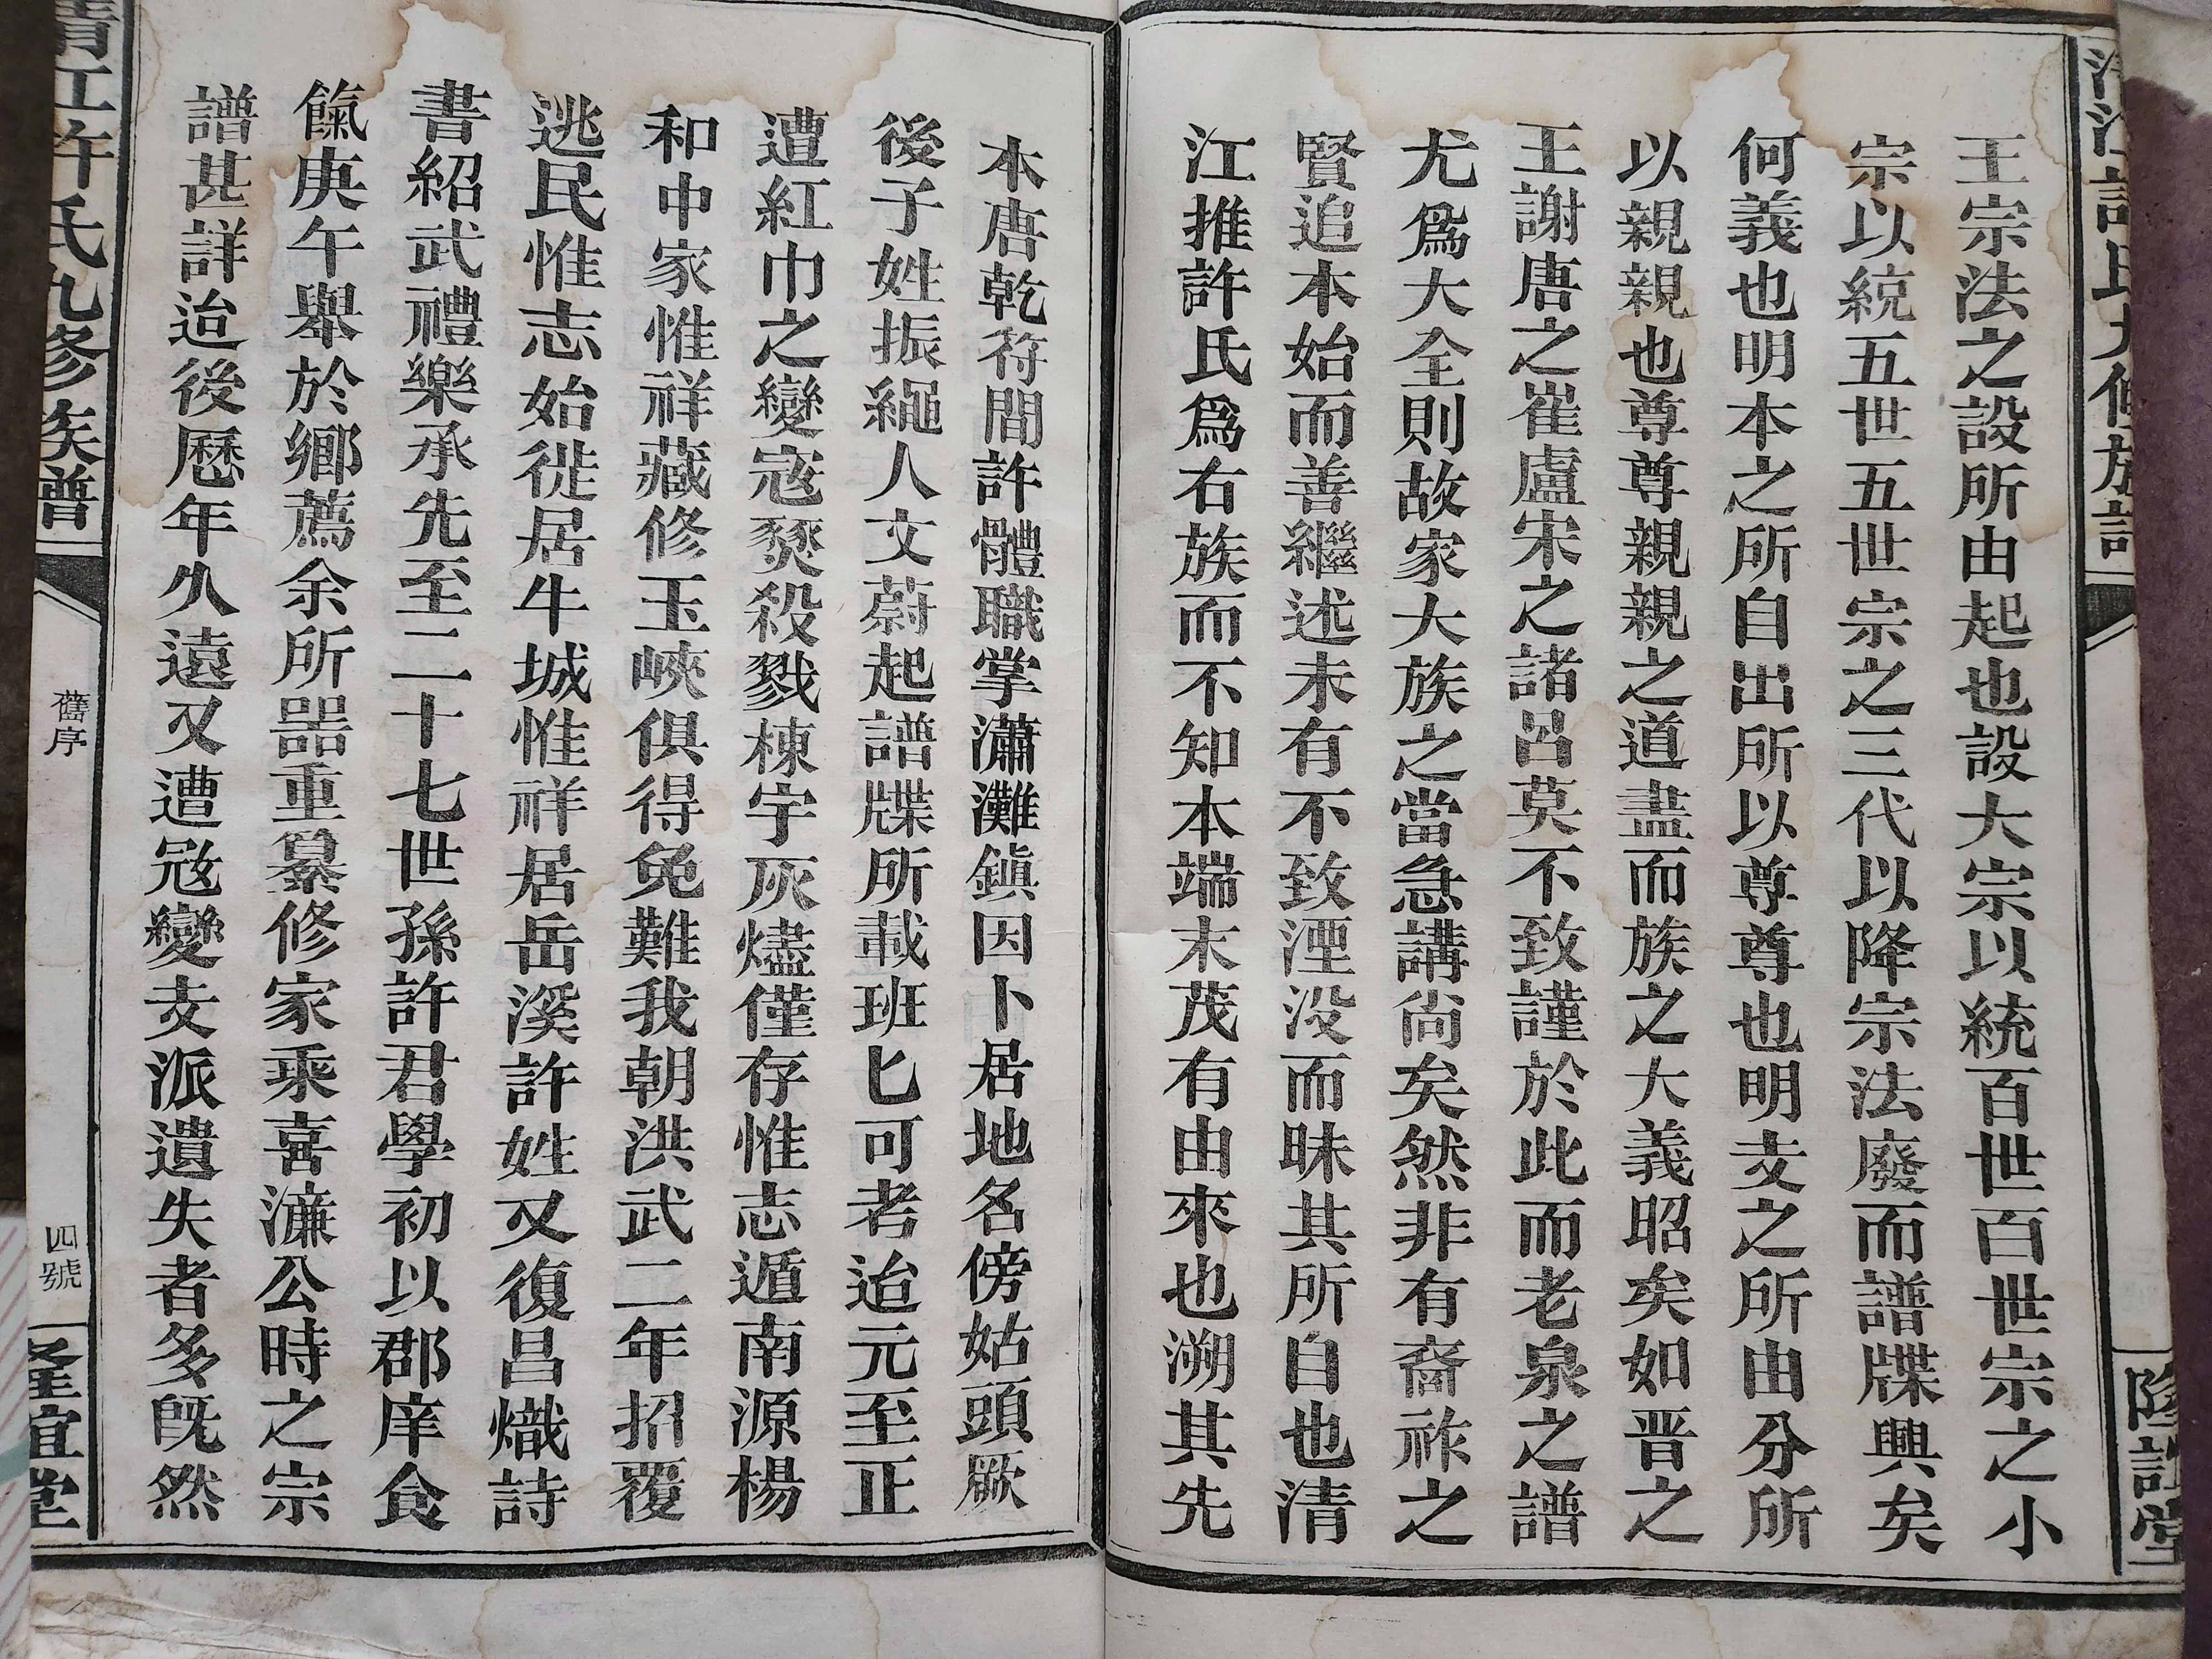 王宗法之設所由起也設大宗以統百世百世宗之小
宗以統五世五世宗之三代以降宗法廢而譜牒興矣
何義也明本之所自出所以尊尊也明支之所由分所
以親親也尊尊親親之道盡而族之大義昭矣如晋之
王謝唐之崔盧宋之諸呂莫不致謹於此而老泉之譜
尤爲大全則故家大族之當急講尙矣然非有裔祚之
賢追本始而善繼述未有不致湮没而昧其所自也清
江推許氏爲右族而不知本端末茂有由來也溯其先
本唐乾符間許體職掌瀟灘鎭因卜居地名傍姑頭厥
後子姓振繩人文蔚起譜牒所載班匕可考迨元至正
遭紅巾之變寇燹殺戮棟宇灰燼僅存惟志遁南源楊
和中家惟祥藏修玉峽俱得免難我朝洪武二年招覆
逃民惟志始徙居牛城惟祥居岳溪許姓又復昌熾詩
書紹武禮樂承先至二十七世孫許君學初以郡庠食
餼庚午舉於鄉薦余所噐重纂修家乘喜濂公時之宗
譜甚詳迨後歷年久遠又遭寇變支派遺失者多旣然
清江許氏九修族譜
舊序
四號
隆誼堂